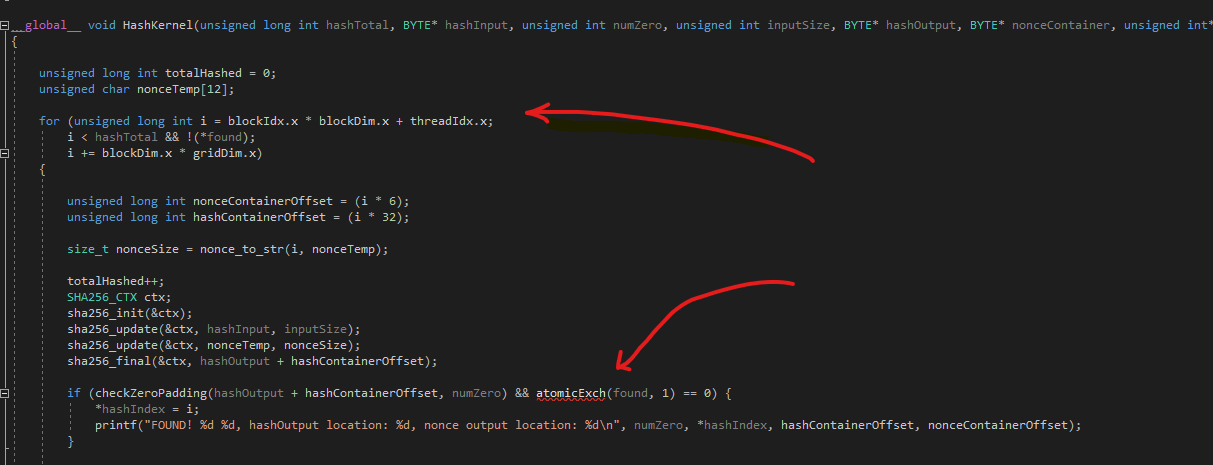 __global__ void HashKernel(unsigned long int hashTotal, BYTE* hashInput, unsigned int numZero, unsigned int inputSize, BYTE* hashOutput, BYTE* nonceContainer, unsigned int*
{
unsigned long int totalHashed = 0;
unsigned char nonceTemp[12];
for (unsigned long int i = blockIdx.x * blockDim.x + threadIdx.x;
i < hashTotal && !(*found);
i += blockDim.x * gridDim.x)
{
unsigned long int nonceContainerOffset = (i * 6);
unsigned long int hashContainerOffset = (i * 32);
size_t nonceSize = nonce_to_str(i, nonceTemp);
totalHashed++;
SHA256_CTX ctx;
sha256_init(&ctx);
sha256_update(&ctx, hashInput, inputSize);
sha256_update(&ctx, nonceTemp, nonceSize);
sha256_final(&ctx, hashOutput + hashContainerOffset);
if (checkZeroPadding(hashOutput + hashContainerOffset, numZero) && atomicExch(found, 1) == 0) {
*hashIndex = i;
printf("FOUND! %d %d, hashOutput location: %d, nonce output location: %d\n", numZero, *hashIndex, hashContainerOffset, nonceContainerOffset);
}